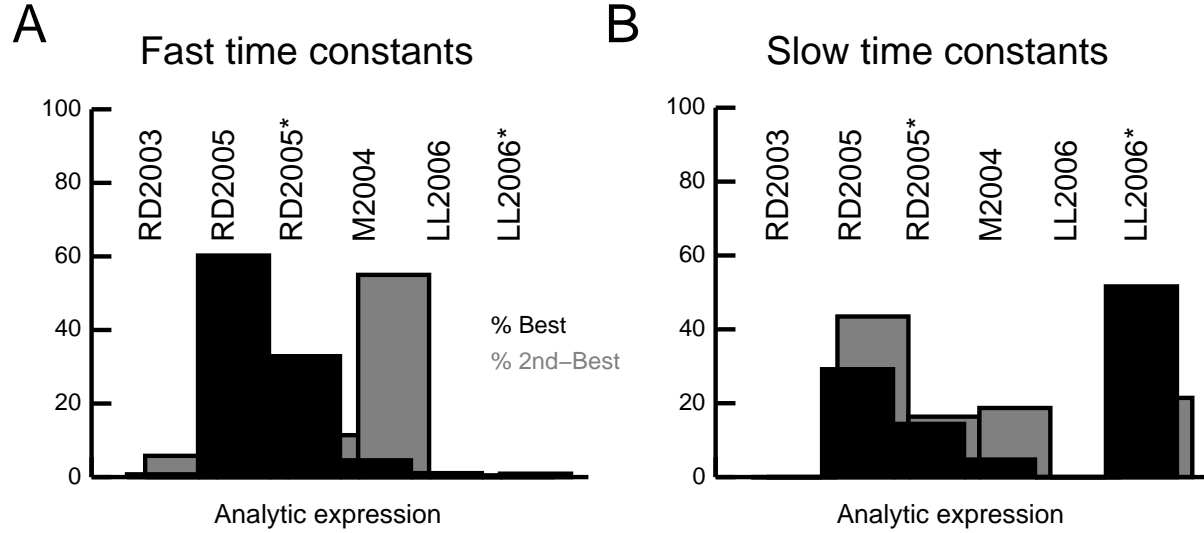 A
Fast time constants
100
80
60
40
20
0
RD2003
RD2005
RD2005*
M2004
LL2006
LL2006*
% Best
% 2nd−Best
Analytic expression
B
Slow time constants
100
80
60
40
20
0
RD2003
RD2005
RD2005*
M2004
LL2006
LL2006*
Analytic expression